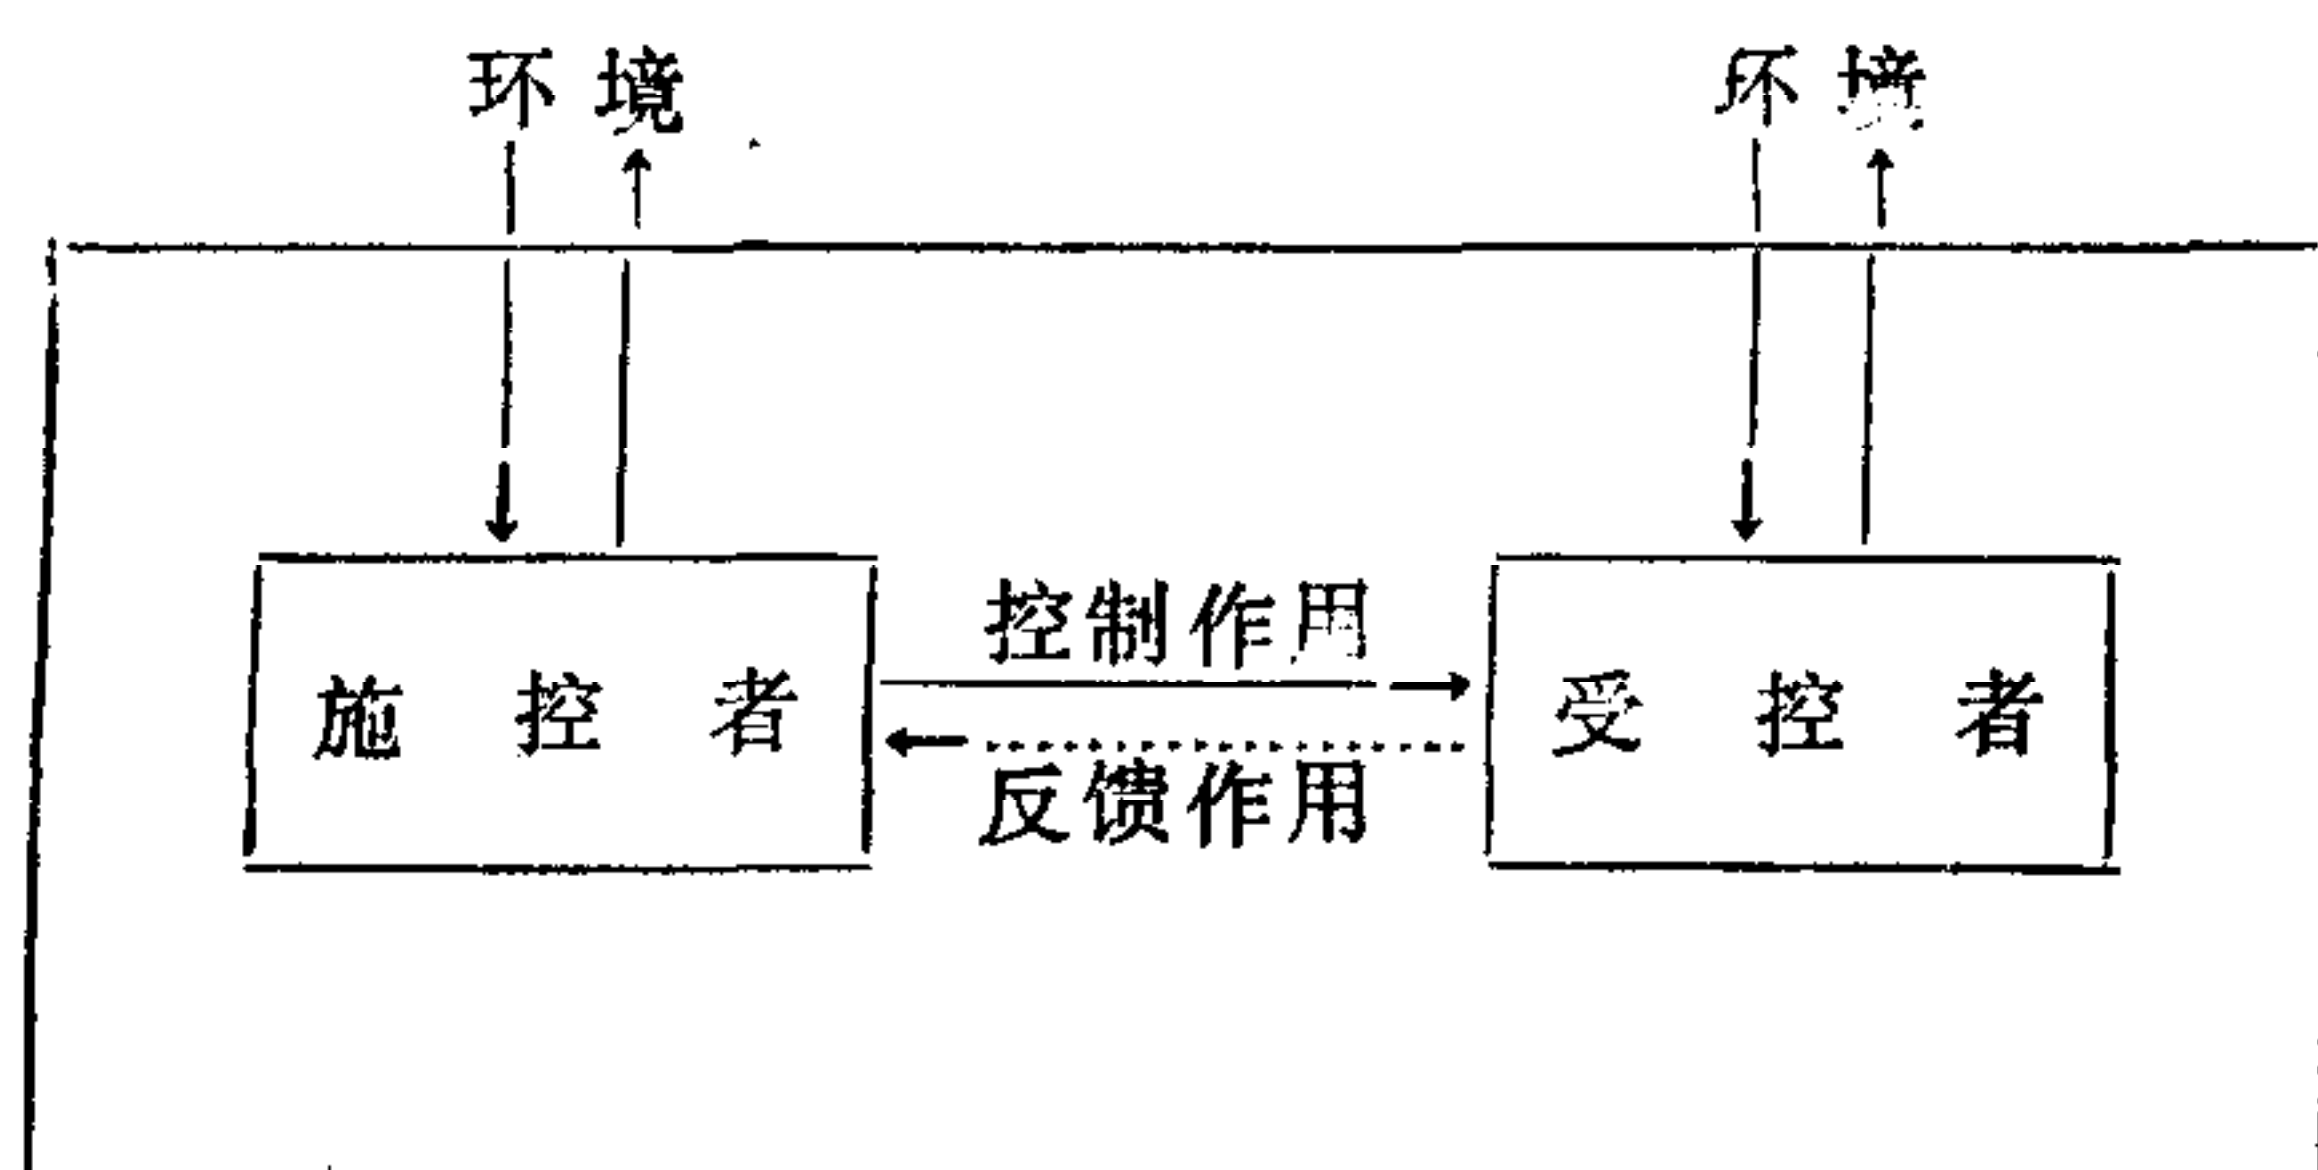 环境 环境
控制作用
施控者 受控者
反馈作用